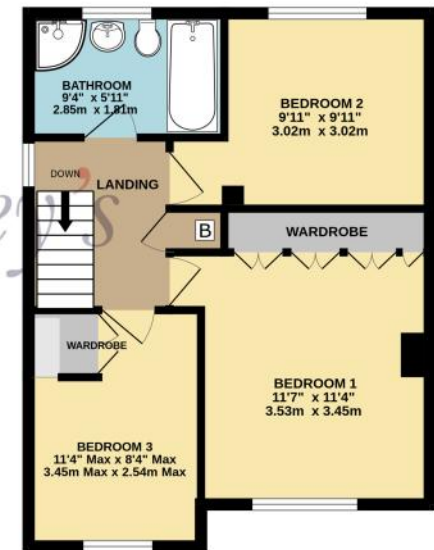 BATHROOM
9'4" x 5'11"
2.85m x 1.81m
BEDROOM 2
9'11" x 9'11"
3.02m x 3.02m
DOWN
LANDING
B
WARDROBE
WARDROBE
BEDROOM 1
11'7" x 11'4"
3.53m x 3.45m
BEDROOM 3
11'4" Max x 8'4" Max
3.45m Max x 2.54m Max